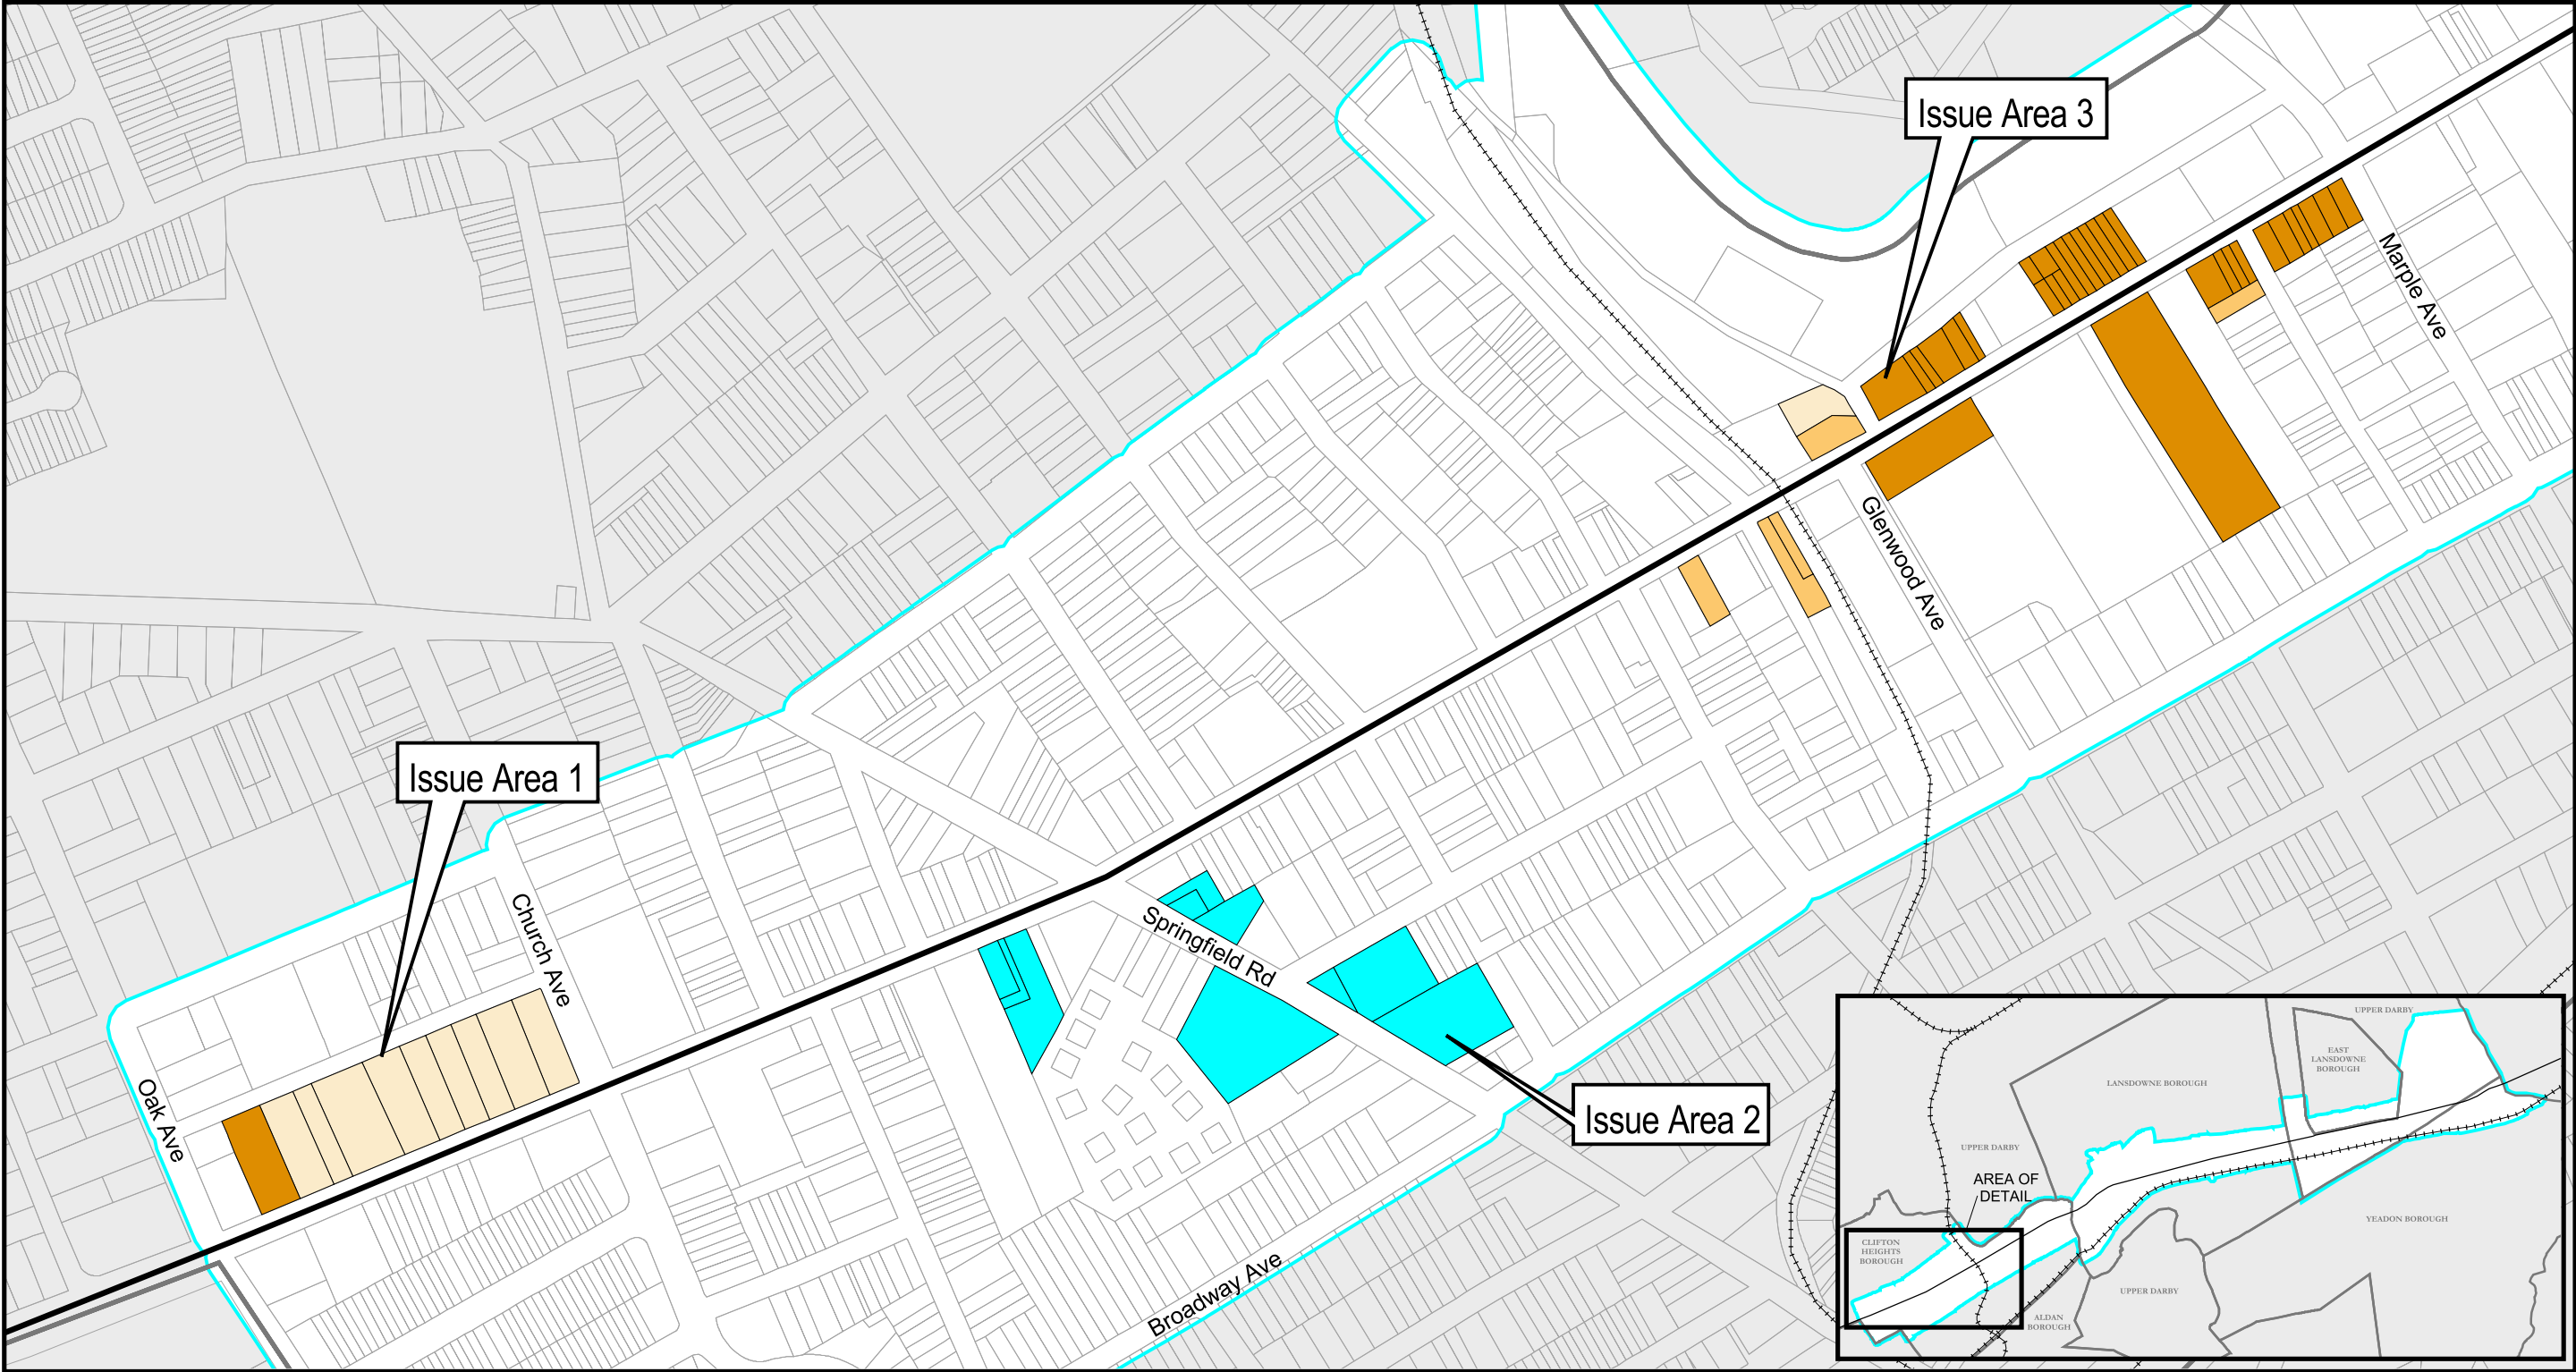 Issue Area 3
Marple Ave
Glenwood Ave
Issue Area 1
Church Ave
Springfield Rd
Oak Ave
Issue Area 2
Broadway Ave
UPPER DARBY
EAST
LANSDOWNE
BOROUGH
LANSDOWNE BOROUGH
UPPER DARBY
AREA OF
DETAIL
YEADON BOROUGH
CLIFTON
HEIGHTS
BOROUGH
UPPER DARBY
ALDAN
BOROUGH